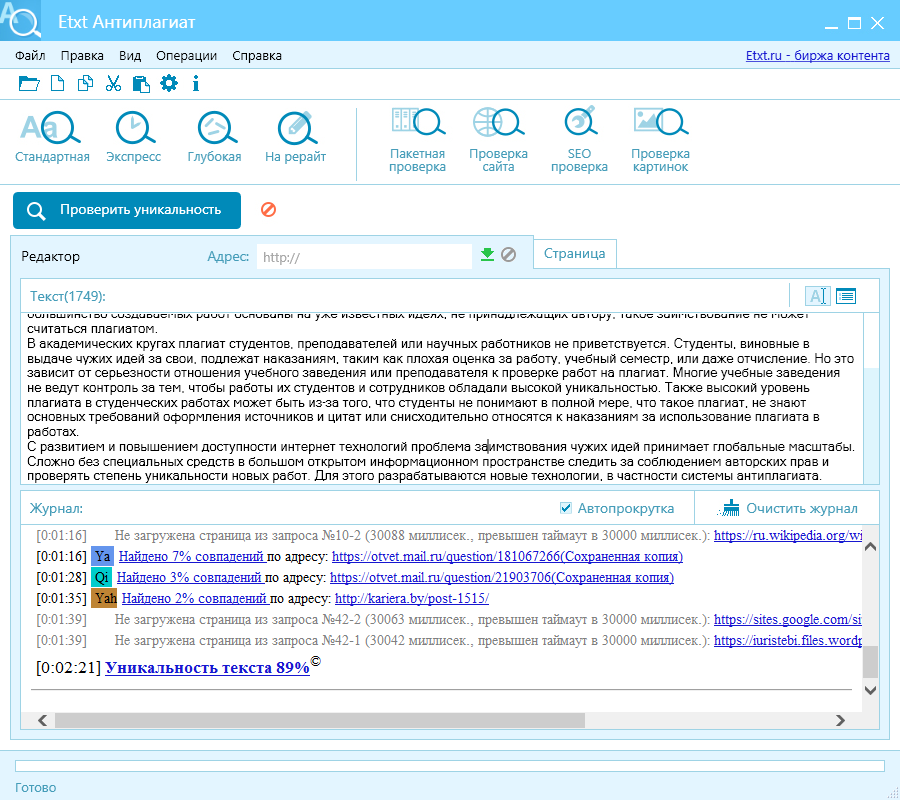 Etxt Антиплагиат
Файл Правка Вид Операции Справка Etxt.ru - биржа контента
Стандартная Экспресс Глубокая На рерайт Пакетная проверка Проверка сайта SEO проверка Проверка картинок
Проверить уникальность
Редактор Адрес: http:// Страница
Текст(1749):
большинство создаваемых работ основаны на уже известных идеях, не принадлежащих автору, такое заимствование не может
считаться плагиатом.
В академических кругах плагиат студентов, преподавателей или научных работников не приветствуется. Студенты, виновные в
выдаче чужих идей за свои, подлежат наказаниям, таким как плохая оценка за работу, учебный семестр, или даже отчисление. Но это
зависит от серьезности отношения учебного заведения или преподавателя к проверке работ на плагиат. Многие учебные заведения
не ведут контроль за тем, чтобы работы их студентов и сотрудников обладали высокой уникальностью. Также высокий уровень
плагиата в студенческих работах может быть из-за того, что студенты не понимают в полной мере, что такое плагиат, не знают
основных требований оформления источников и цитат или снисходительно относятся к наказаниям за использование плагиата в
работах.
С развитием и повышением доступности интернет технологий проблема заимствования чужих идей принимает глобальные масштабы.
Сложно без специальных средств в большом открытом информационном пространстве следить за соблюдением авторских прав и
проверять степень уникальности новых работ. Для этого разрабатываются новые технологии, в частности системы антиплагиата.
Журнал: Автопрокрутка Очистить журнал
[0:01:16] Не загружена страница из запроса №10-2 (30088 миллисек., превышен таймаут в 30000 миллисек.): https://ru.wikipedia.org/wi
[0:01:16] Ya Найдено 7% совпадений по адресу: https://otvet.mail.ru/question/181067266(Сохраненная копия)
[0:01:28] Qi Найдено 3% совпадений по адресу: https://otvet.mail.ru/question/21903706(Сохраненная копия)
[0:01:35] Yah Найдено 2% совпадений по адресу: http://kariera.by/post-1515/
[0:01:39] Не загружена страница из запроса №42-2 (30063 миллисек., превышен таймаут в 30000 миллисек.): https://sites.google.com/si
[0:01:39] Не загружена страница из запроса №42-1 (30042 миллисек., превышен таймаут в 30000 миллисек.): https://iuristebi.files.wordp
[0:02:21] Уникальность текста 89%©
Готово